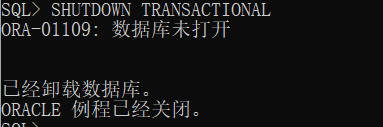 SQL> SHUTDOWN TRANSACTIONAL
ORA-01109: 数据库未打开
已经卸载数据库。
ORACLE 例程已经关闭。
SQL>